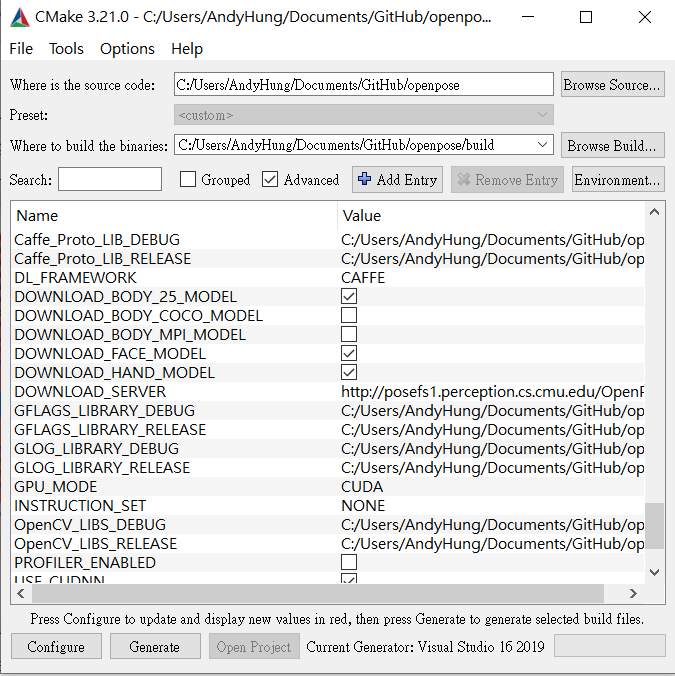 CMake 3.21.0 - C:/Users/AndyHung/Documents/GitHub/openpo...
File Tools Options Help
Where is the source code: C:/Users/AndyHung/Documents/GitHub/openpose Browse Source...
Preset: <custom>
Where to build the binaries: C:/Users/AndyHung/Documents/GitHub/openpose/build Browse Build...
Search: Grouped Advanced Add Entry Remove Entry Environment...
Name Value
Caffe_Proto_LIB_DEBUG C:/Users/AndyHung/Documents/GitHub/op
Caffe_Proto_LIB_RELEASE C:/Users/AndyHung/Documents/GitHub/op
DL_FRAMEWORK CAFFE
DOWNLOAD_BODY_25_MODEL
DOWNLOAD_BODY_COCO_MODEL
DOWNLOAD_BODY_MPI_MODEL
DOWNLOAD_FACE_MODEL
DOWNLOAD_HAND_MODEL
DOWNLOAD_SERVER http://posefs1.perception.cs.cmu.edu/OpenP
GFLAGS_LIBRARY_DEBUG C:/Users/AndyHung/Documents/GitHub/op
GFLAGS_LIBRARY_RELEASE C:/Users/AndyHung/Documents/GitHub/op
GLOG_LIBRARY_DEBUG C:/Users/AndyHung/Documents/GitHub/op
GLOG_LIBRARY_RELEASE C:/Users/AndyHung/Documents/GitHub/op
GPU_MODE CUDA
INSTRUCTION_SET NONE
OpenCV_LIBS_DEBUG C:/Users/AndyHung/Documents/GitHub/op
OpenCV_LIBS_RELEASE C:/Users/AndyHung/Documents/GitHub/op
PROFILER_ENABLED
USE_CUDNN
Press Configure to update and display new values in red, then press Generate to generate selected build files.
Configure Generate Open Project Current Generator: Visual Studio 16 2019